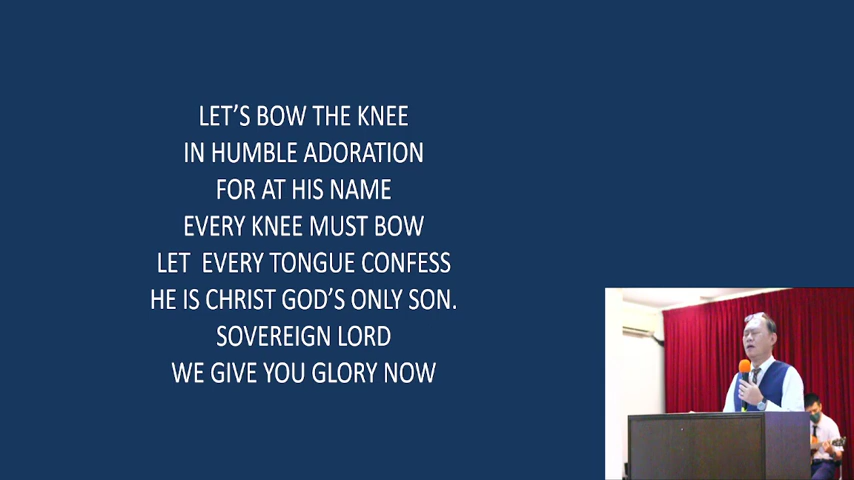 LET’S BOW THE KNEE
IN HUMBLE ADORATION
FOR AT HIS NAME
EVERY KNEE MUST BOW
LET  EVERY TONGUE CONFESS
HE IS CHRIST GOD’S ONLY SON.
SOVEREIGN LORD
WE GIVE YOU GLORY NOW